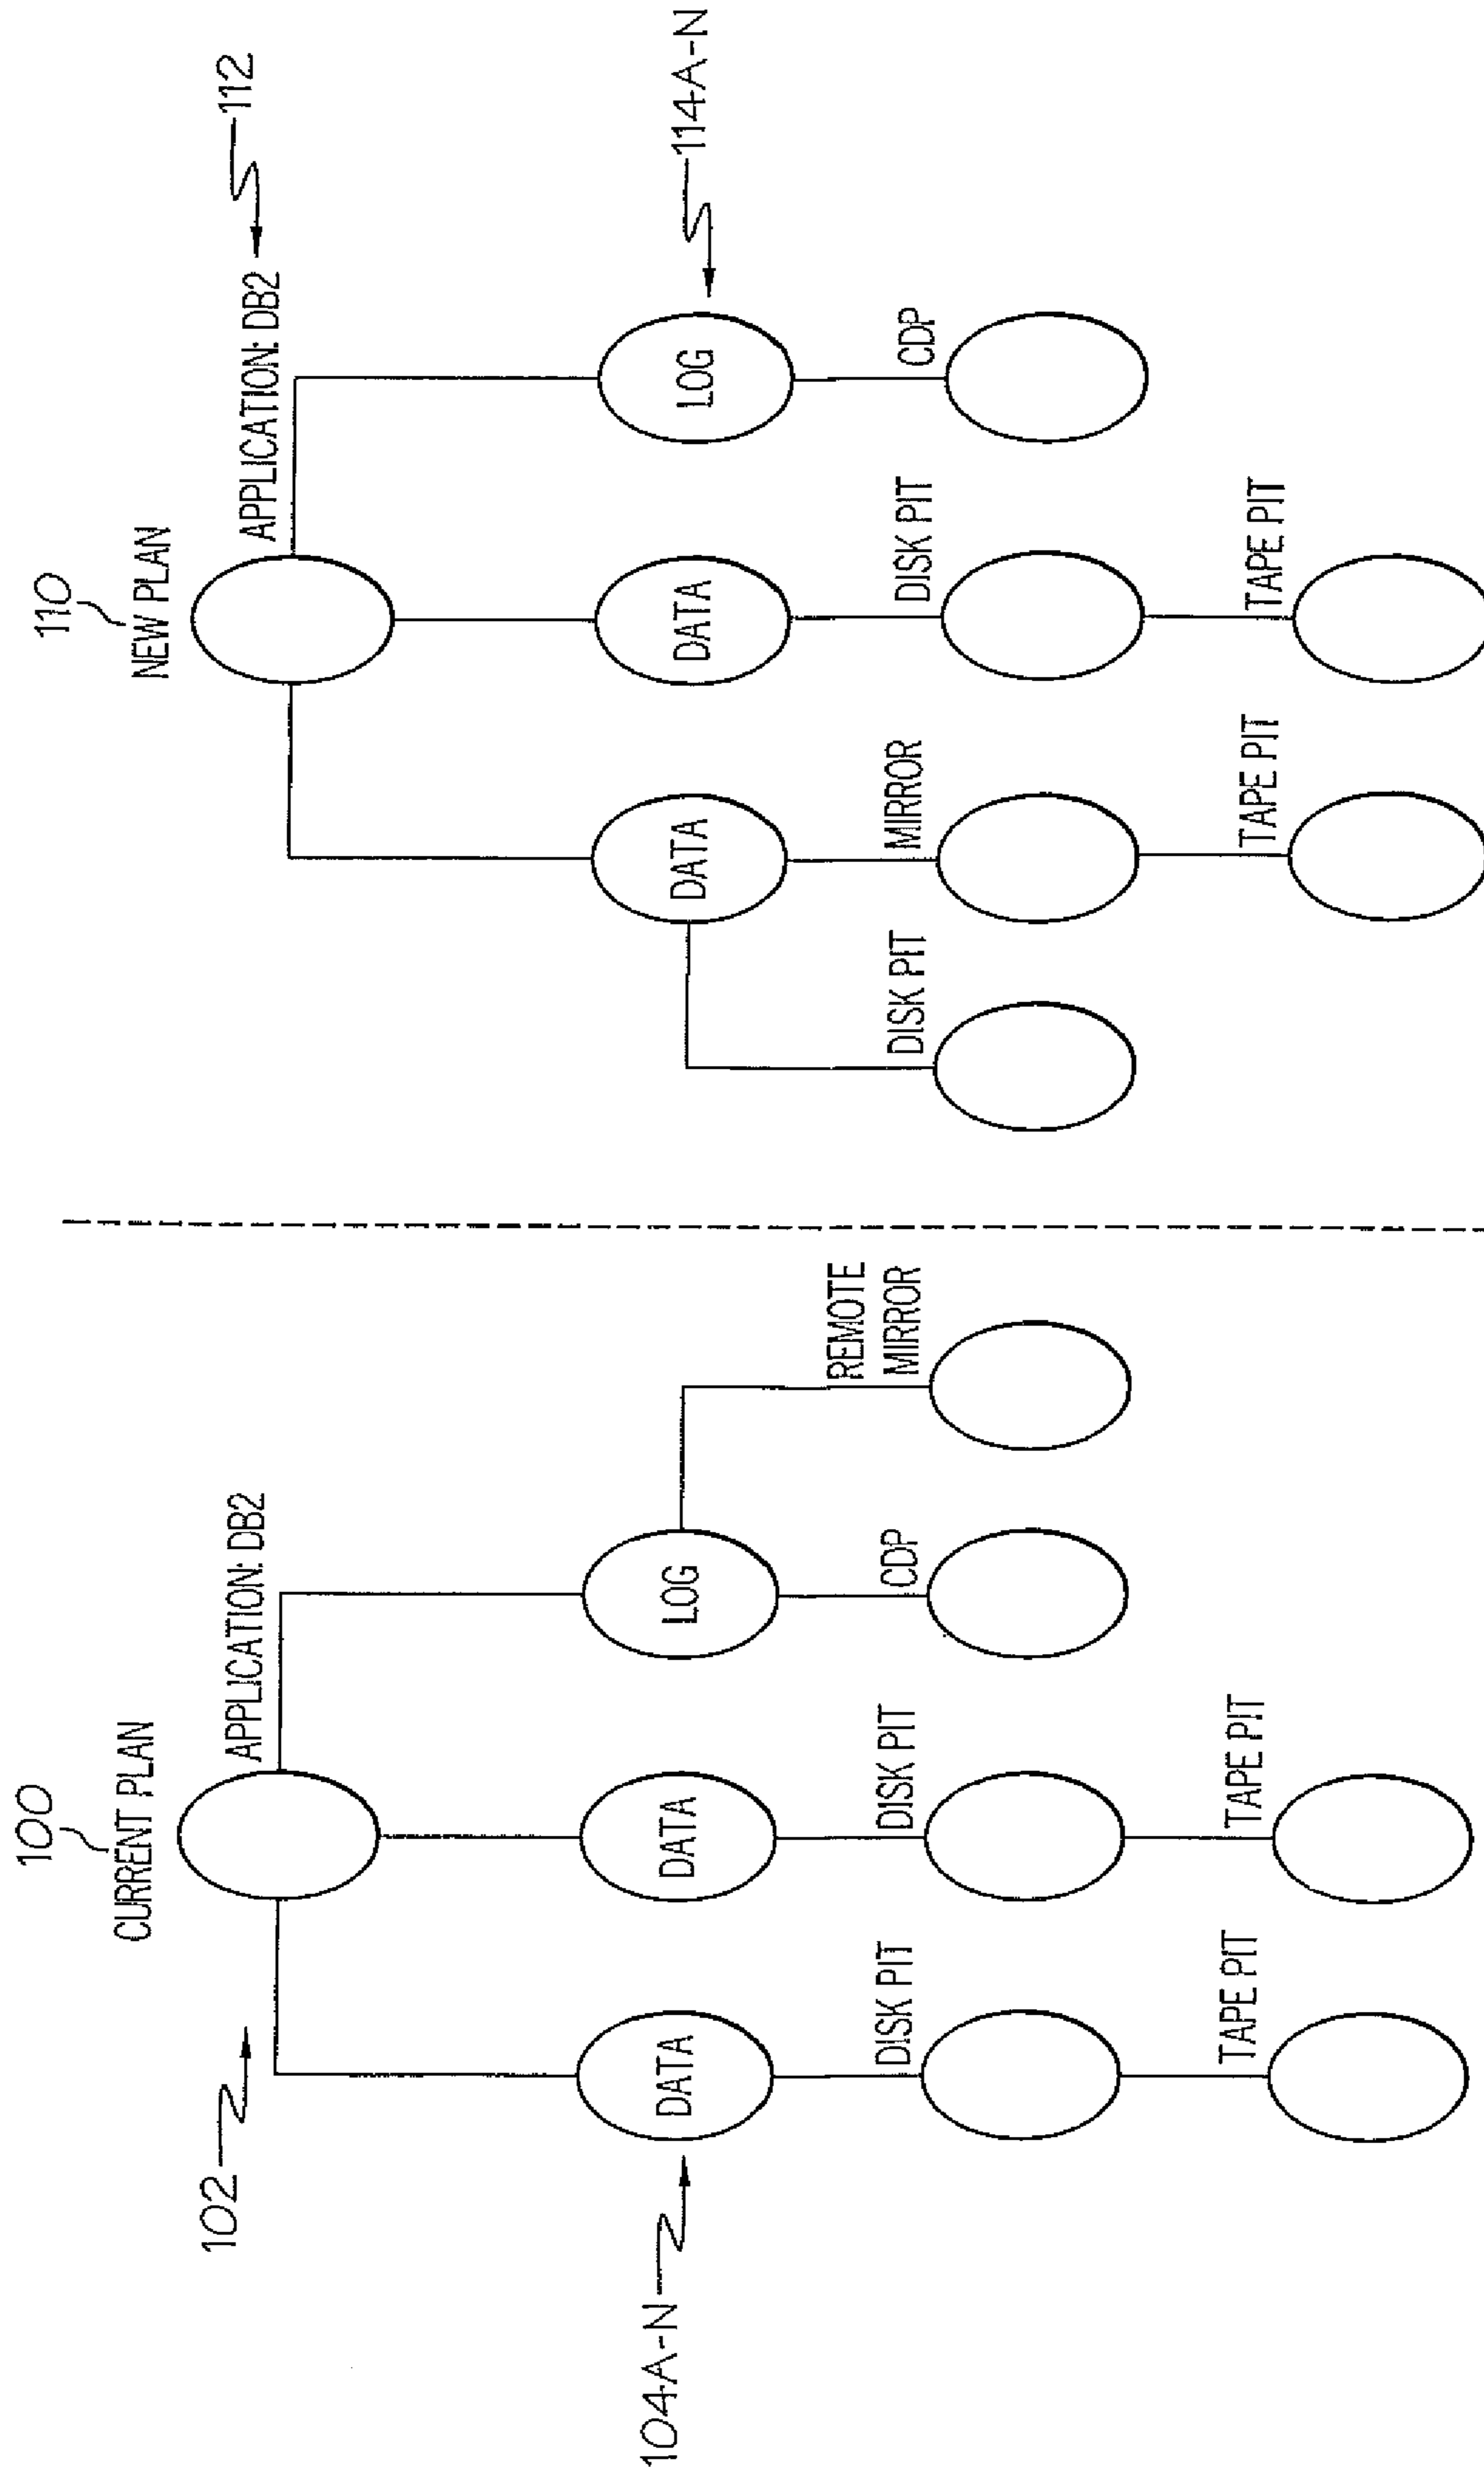 100
CURRENT PLAN
102
APPLICATION: DB2
104A-N
DATA
DATA
LOG
DISK PIT
DISK PIT
CDP
REMOTE
MIRROR
TAPE PIT
TAPE PIT
110
NEW PLAN
APPLICATION: DB2
112
DATA
DATA
LOG
114A-N
DISK PIT
MIRROR
DISK PIT
CDP
TAPE PIT
TAPE PIT